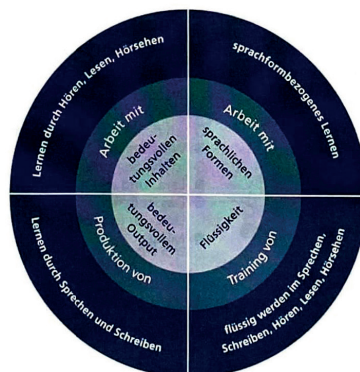 Lernen durch Hören, Lesen, Hörsehen
Arbeit mit
bedeu-
tungsvollen
Inhalten
sprachformbezogenes Lernen
Arbeit mit
sprachlichen
Formen
Lernen durch Sprechen und Schreiben
Produktion von
bedeu-
tungsvollem
Output
flüssig werden im Sprechen,
Schreiben, Hören, Lesen, Hörsehen
Training von
Flüssigkeit